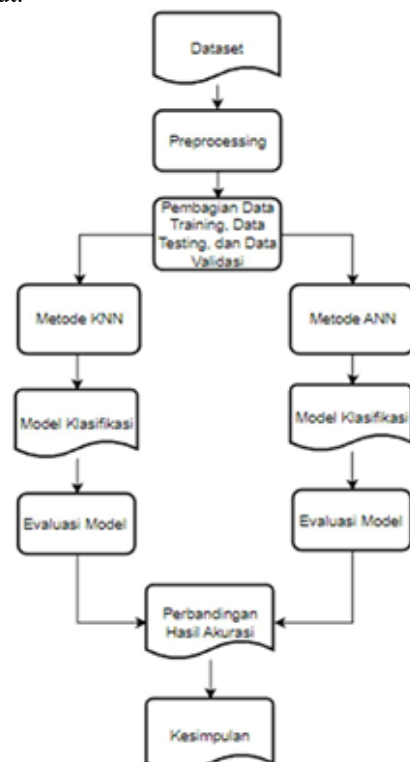 Dataset
Preprocessing
Pembagian Data
Training, Data
Testing, dan Data
Validasi
Metode KNN
Metode ANN
Model Klasifikasi
Model Klasifikasi
Evaluasi Model
Evaluasi Model
Perbandingan
Hasil Akurasi
Kesimpulan